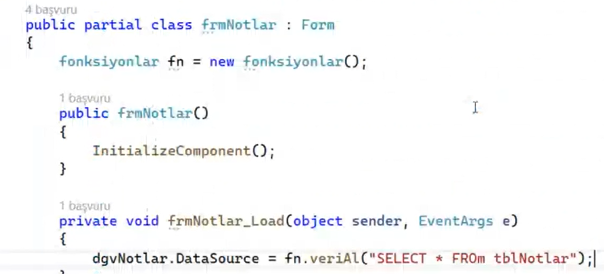 4 başvuru
public partial class frmNotlar : Form
{
fonksiyonlar fn = new fonksiyonlar();
1 başvuru
public frmNotlar()
{
InitializeComponent();
}
1 başvuru
private void frmNotlar_Load(object sender, EventArgs e)
{
dgvNotlar.DataSource = fn.veriAl("SELECT * FROm tblNotlar");
}